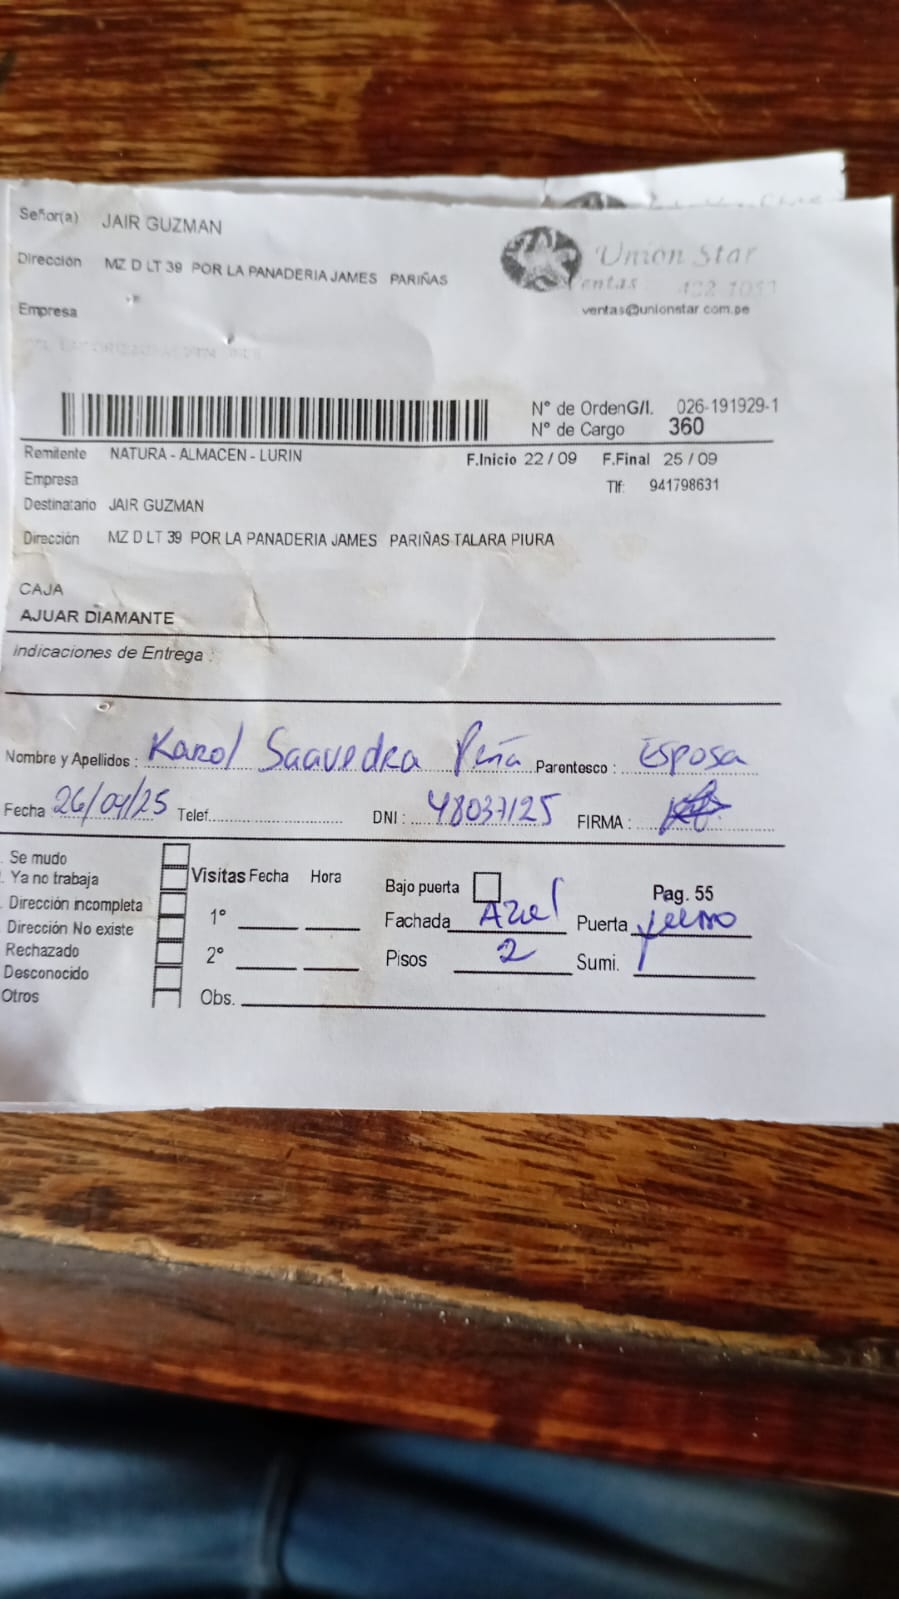 Señor(a) JAIR GUZMAN
Dirección MZ D LT 39 POR LA PANADERIA JAMES PARIÑAS
Empresa
Union Star
entas
ventas@unionstar.com.pe
N° de OrdenG/I. 026-191929-1
N° de Cargo 360
Remitente NATURA - ALMACEN - LURIN F.Inicio 22 / 09 F.Final 25 / 09
Empresa Tlf: 941798631
Destinatario JAIR GUZMAN
Dirección MZ D LT 39 POR LA PANADERIA JAMES PARIÑAS TALARA PIURA
CAJA
AJUAR DIAMANTE
Indicaciones de Entrega :
Nombre y Apellidos : Karol Saavedra Peña Parentesco : Esposa
Fecha 26/09/25 Telef. DNI : 48037125 FIRMA :
Se mudo
Ya no trabaja Visitas Fecha Hora Bajo puerta Pag. 55
Dirección incompleta 1° Fachada Azul Puerta
Dirección No existe
Rechazado 2° Pisos 2 Sumi.
Desconocido
Otros Obs.